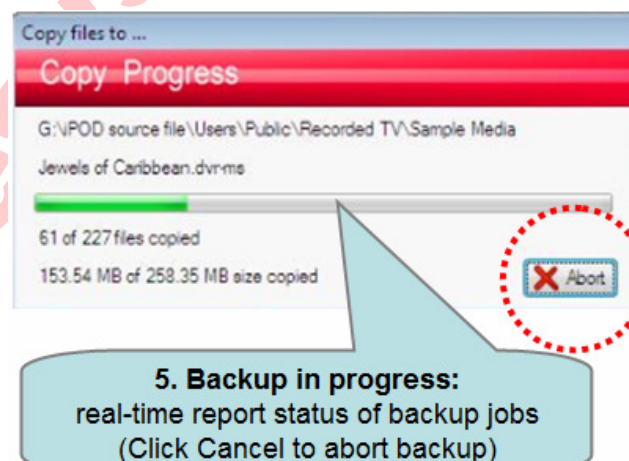 Copy files to ...
Copy Progress
G:\IPOD source file\Users\Public\Recorded TV\Sample Media
Jewels of Caribbean.dvr-ms
61 of 227 files copied
153.54 MB of 258.35 MB size copied
Abort
5. Backup in progress:
real-time report status of backup jobs
(Click Cancel to abort backup)